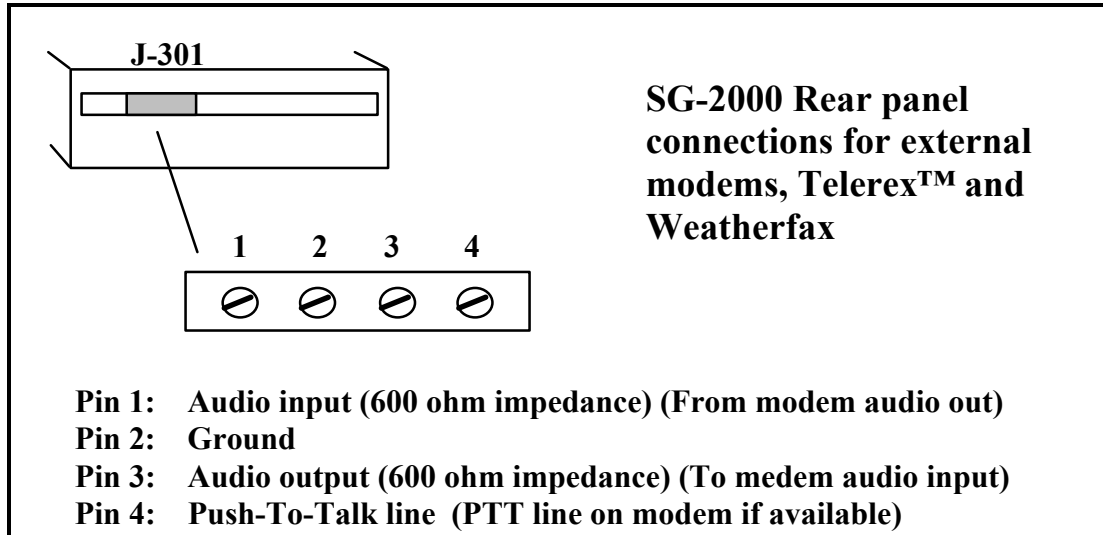 J-301
SG-2000 Rear panel
connections for external
modems, Telerex™ and
Weatherfax
1 2 3 4
Pin 1: Audio input (600 ohm impedance) (From modem audio out)
Pin 2: Ground
Pin 3: Audio output (600 ohm impedance) (To medem audio input)
Pin 4: Push-To-Talk line (PTT line on modem if available)